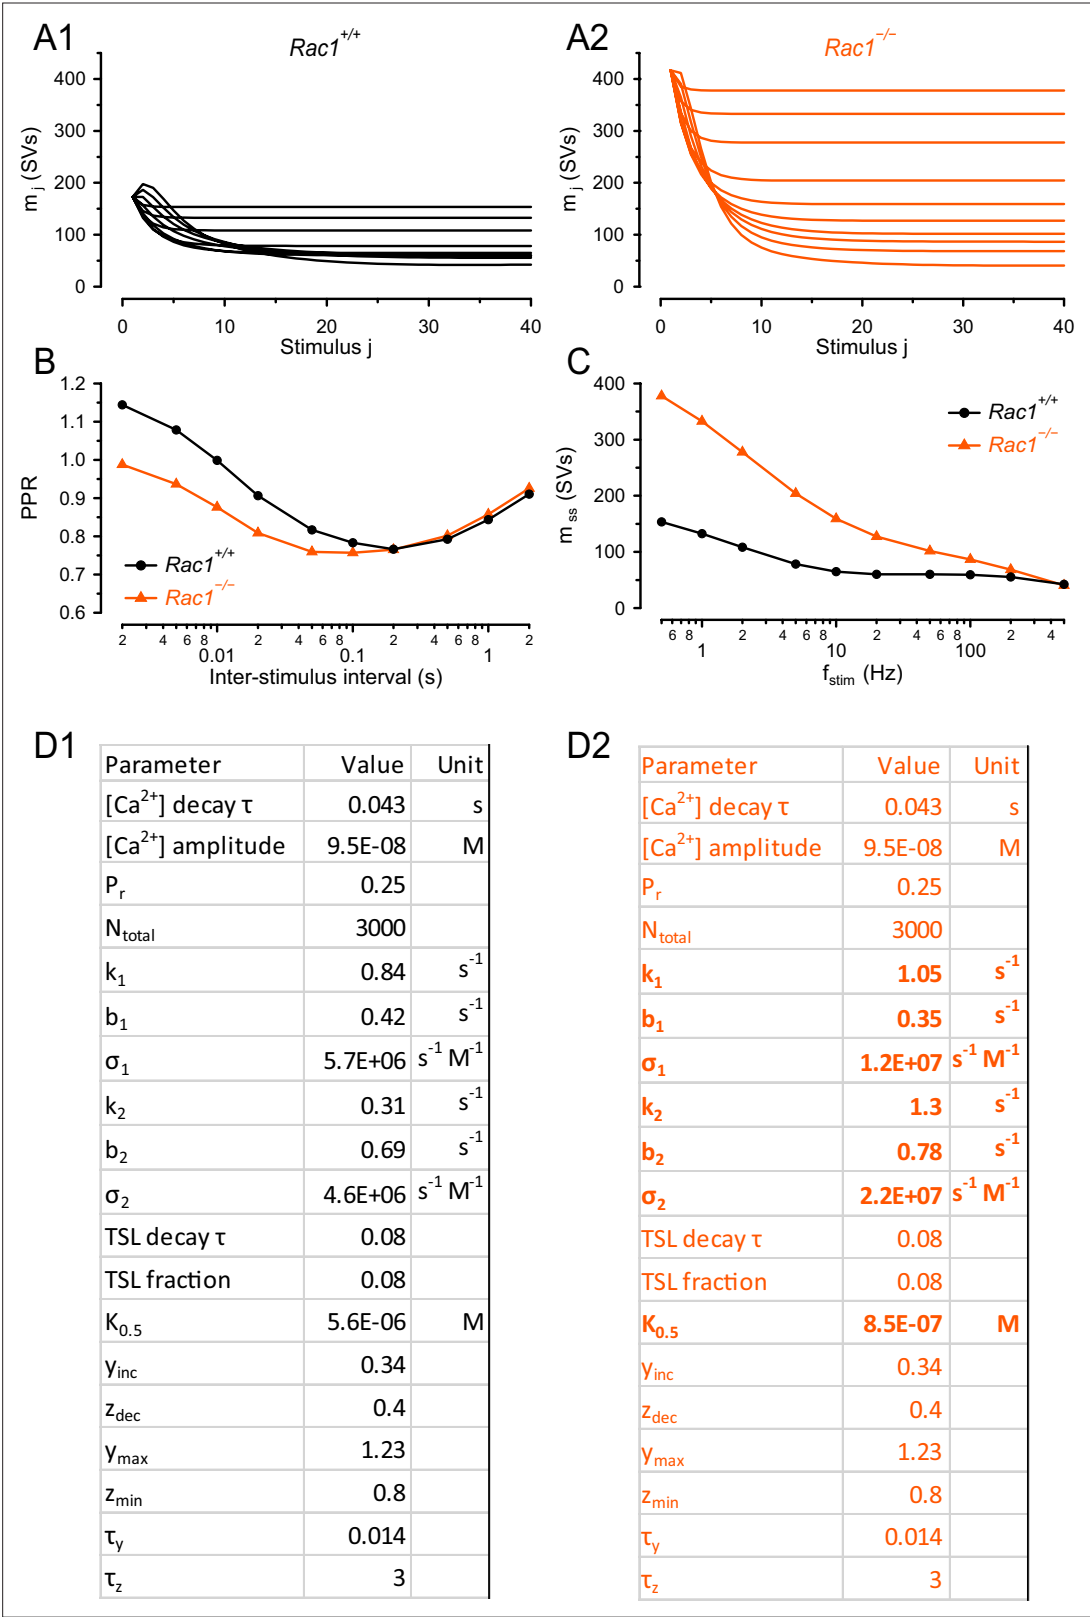 A1
Rac1+/+
m j (SVs)
400
300
200
100
0
0 10 20 30 40
Stimulus j
A2
Rac1−/−
m j (SVs)
400
300
200
100
0
0 10 20 30 40
Stimulus j
B
PPR
1.2
1.1
1.0
0.9
0.8
0.7
0.6
Rac1+/+
Rac1−/−
2 4 6 8 2 4 6 8 2 4 6 8 2
0.01 0.1 1
Inter-stimulus interval (s)
C
m ss (SVs)
400
300
200
100
0
Rac1+/+
Rac1−/−
6 8 2 4 6 8 2 4 6 8 2 4
1 10 100
fstim (Hz)
D1
Parameter Value Unit
[Ca2+] decay τ 0.043 s
[Ca2+] amplitude 9.5E-08 M
Pr 0.25
Ntotal 3000
k1 0.84 s-1
b1 0.42 s-1
σ1 5.7E+06 s-1 M-1
k2 0.31 s-1
b2 0.69 s-1
σ2 4.6E+06 s-1 M-1
TSL decay τ 0.08
TSL fraction 0.08
K0.5 5.6E-06 M
yinc 0.34
zdec 0.4
ymax 1.23
zmin 0.8
τy 0.014
τz 3
D2
Parameter Value Unit
[Ca2+] decay τ 0.043 s
[Ca2+] amplitude 9.5E-08 M
Pr 0.25
Ntotal 3000
k1 1.05 s-1
b1 0.35 s-1
σ1 1.2E+07 s-1 M-1
k2 1.3 s-1
b2 0.78 s-1
σ2 2.2E+07 s-1 M-1
TSL decay τ 0.08
TSL fraction 0.08
K0.5 8.5E-07 M
yinc 0.34
zdec 0.4
ymax 1.23
zmin 0.8
τy 0.014
τz 3